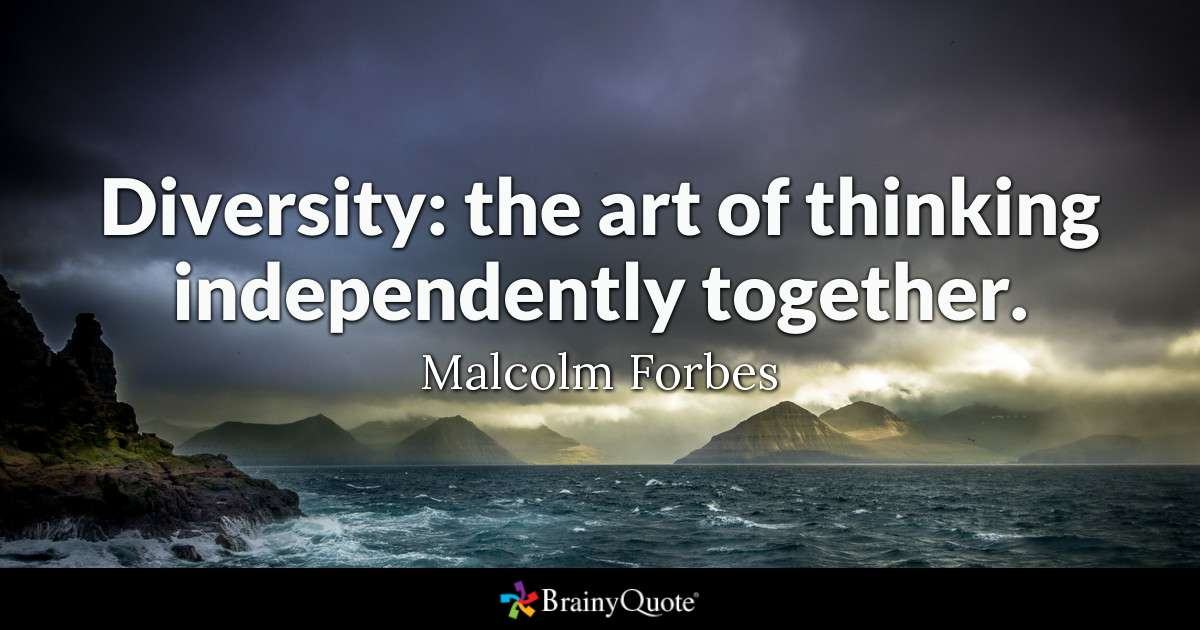 Diversity: the art of thinking
independently together.
Malcolm Forbes
BrainyQuote®